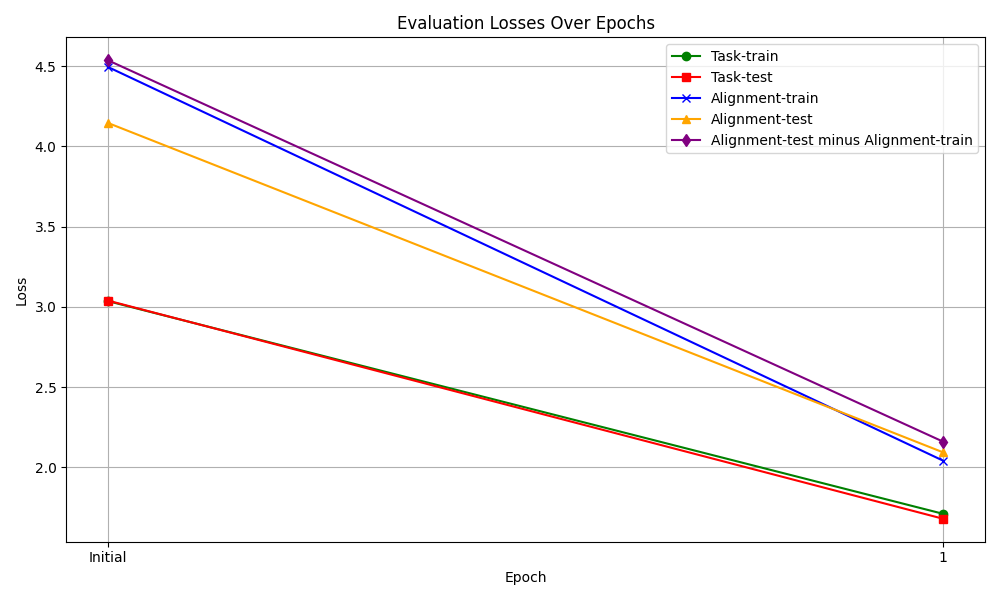 Evaluation Losses Over Epochs
Task-train
Task-test
Alignment-train
Alignment-test
Alignment-test minus Alignment-train
Loss
4.5
4.0
3.5
3.0
2.5
2.0
Initial
1
Epoch